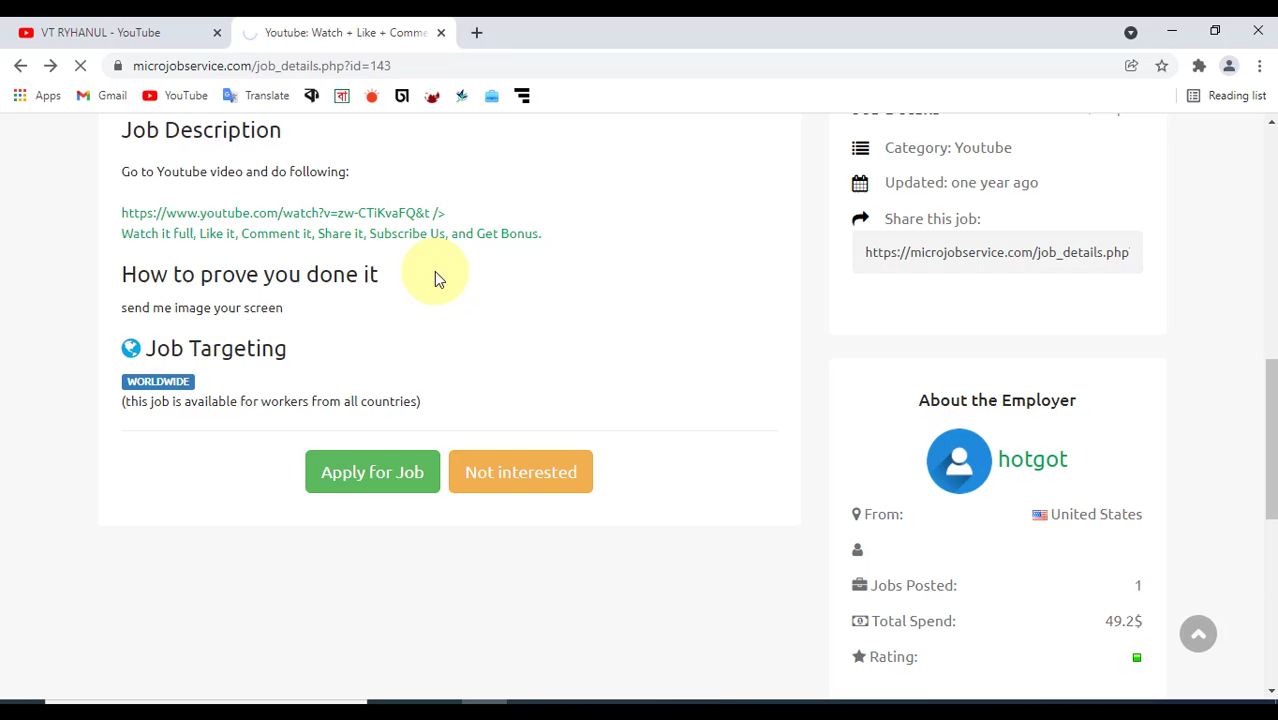 VT RYHANUL - YouTube
Youtube: Watch + Like + Comme
microjobservice.com/job_details.php?id=143
Apps
Gmail
YouTube
Translate
Reading list
Job Description
Go to Youtube video and do following:
https://www.youtube.com/watch?v=zw-CTiKvaFQ&t />
Watch it full, Like it, Comment it, Share it, Subscribe Us, and Get Bonus.
How to prove you done it
send me image your screen
Job Targeting
WORLDWIDE
(this job is available for workers from all countries)
Apply for Job
Not interested
Category: Youtube
Updated: one year ago
Share this job:
https://microjobservice.com/job_details.php
About the Employer
hotgot
From: United States
Jobs Posted: 1
Total Spend: 49.2$
Rating: